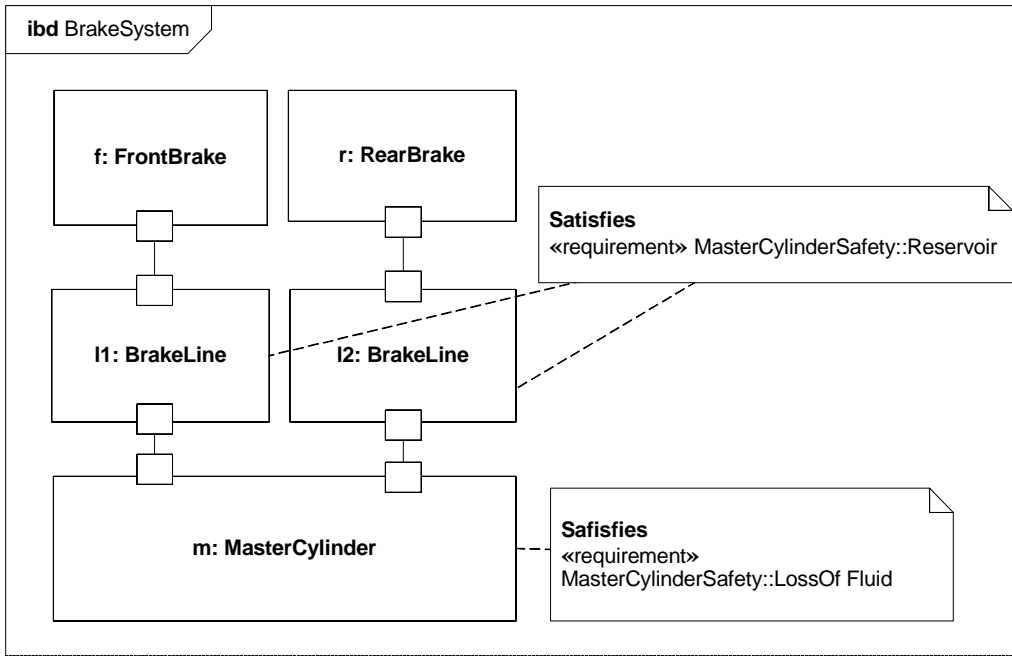 ibd BrakeSystem
f: FrontBrake
r: RearBrake
Satisfies
«requirement» MasterCylinderSafety::Reservoir
l1: BrakeLine
l2: BrakeLine
m: MasterCylinder
Safisfies
«requirement»
MasterCylinderSafety::LossOf Fluid